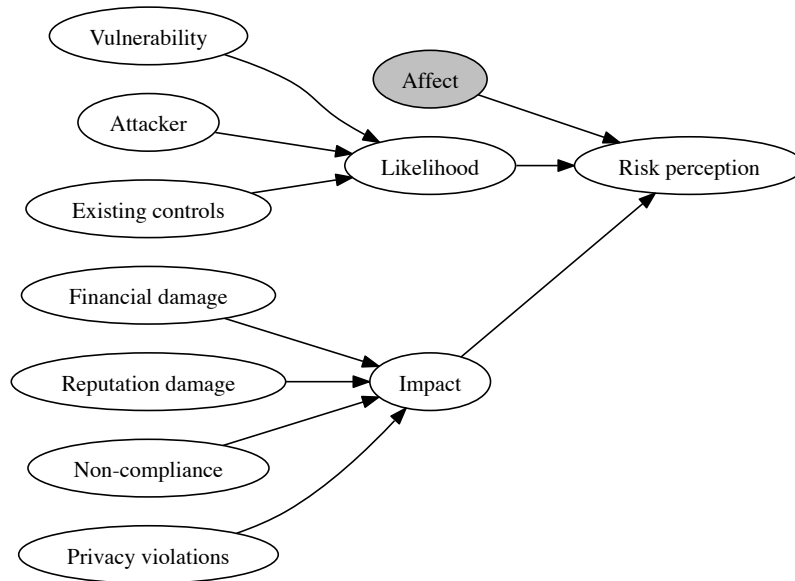 Vulnerability
Affect
Attacker
Likelihood
Risk perception
Existing controls
Financial damage
Reputation damage
Impact
Non-compliance
Privacy violations